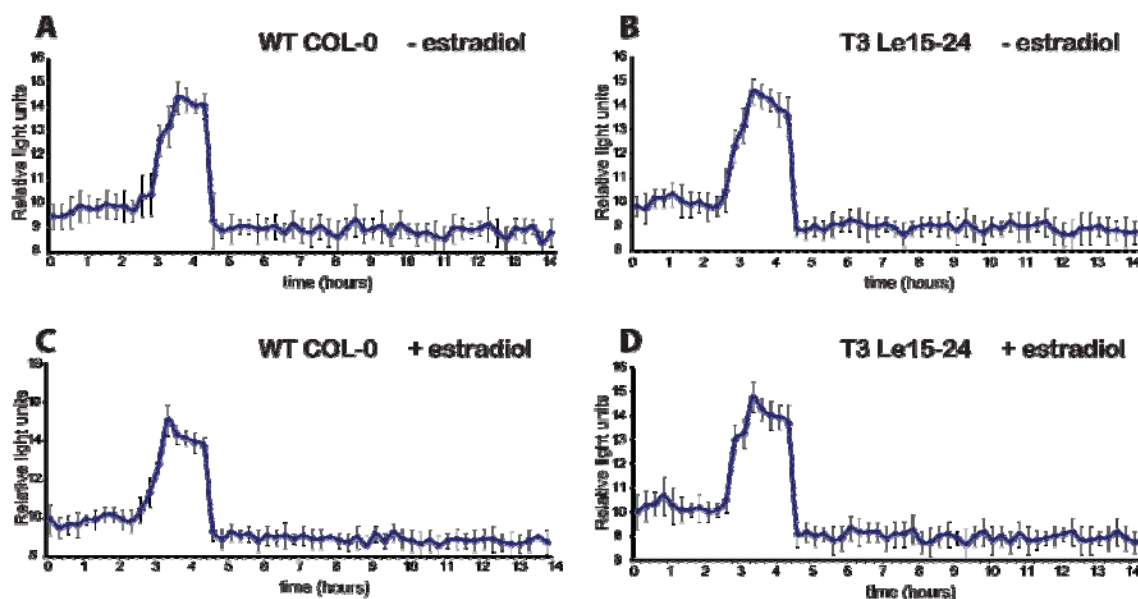 A
WT COL-0 - estradiol
Relative light units
16
15
14
13
12
11
10
9
8
0 1 2 3 4 5 6 7 8 9 10 11 12 13 14
time (hours)
B
T3 Le15-24 - estradiol
Relative light units
16
15
14
13
12
11
10
9
8
0 1 2 3 4 5 6 7 8 9 10 11 12 13 14
time (hours)
C
WT COL-0 + estradiol
Relative light units
18
16
14
12
10
8
0 1 2 3 4 5 6 7 8 9 10 11 12 13 14
time (hours)
D
T3 Le15-24 + estradiol
Relative light units
16
15
14
13
12
11
10
9
8
0 1 2 3 4 5 6 7 8 9 10 11 12 13 14
time (hours)